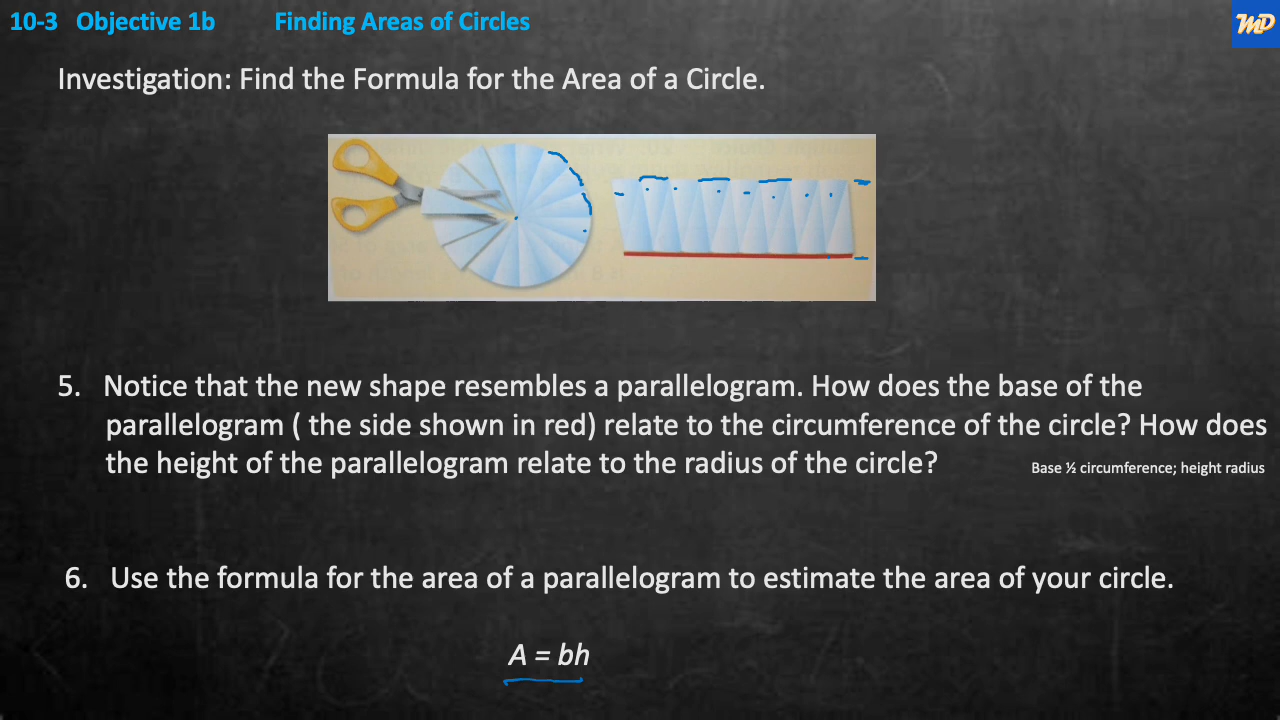 10-3 Objective 1b Finding Areas of Circles
MD
Investigation: Find the Formula for the Area of a Circle.
5. Notice that the new shape resembles a parallelogram. How does the base of the
parallelogram ( the side shown in red) relate to the circumference of the circle? How does
the height of the parallelogram relate to the radius of the circle?
Base ½ circumference; height radius
6. Use the formula for the area of a parallelogram to estimate the area of your circle.
A = bh